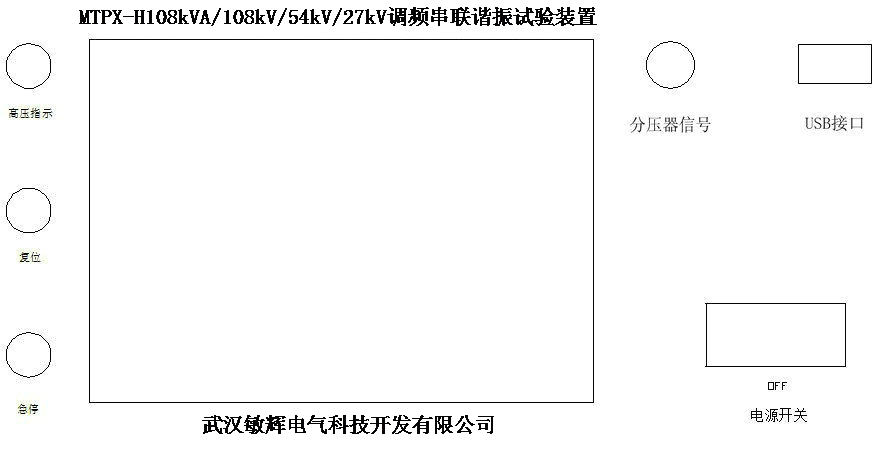 MTPX-H108kVA/108kV/54kV/27kV调频串联谐振试验装置
高压指示
分压器信号
USB接口
复位
急停
OFF
电源开关
武汉敏辉电气科技开发有限公司